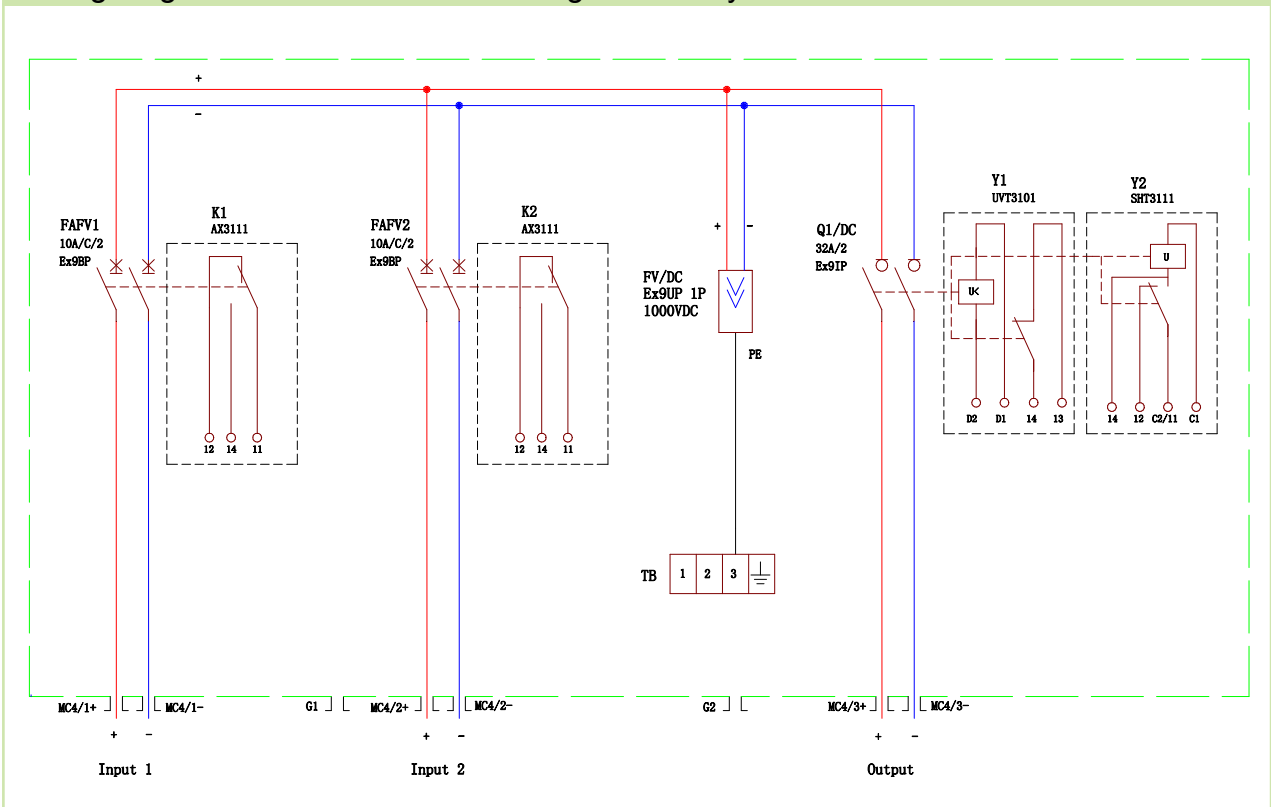 +
−
Y1
UVT3101
Y2
SHT3111
FAFV1
10A/C/2
Ex9BP
K1
AX3111
FAFV2
10A/C/2
Ex9BP
K2
AX3111
+ −
FV/DC
Ex9UP 1P
1000VDC
Q1/DC
32A/2
Ex9IP
U<
U
PE
D2 D1 14 13
14 12 C2/11 C1
12 14 11
12 14 11
TB 1 2 3
MC4/1+ MC4/1− G1 MC4/2+ MC4/2− G2 MC4/3+ MC4/3−
+ − + − + −
Input 1 Input 2 Output